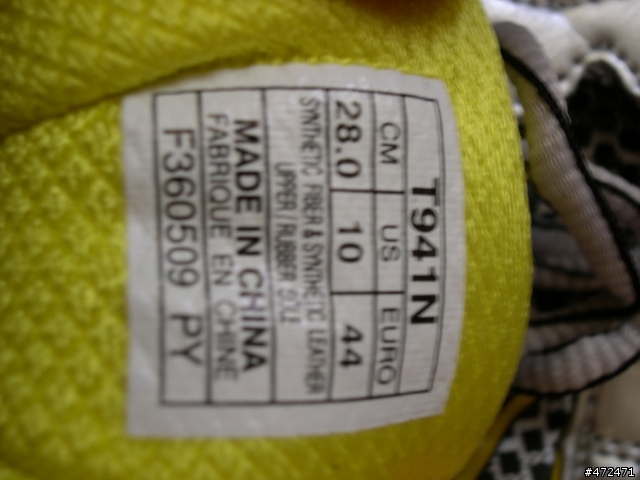 T941N
CM US EURO
28.0 10 44
SYNTHETIC FIBER & SYNTHETIC LEATHER
UPPER / RUBBER SOLE
MADE IN CHINA
FABRIQUE EN CHINE
F360509 PY
#472471